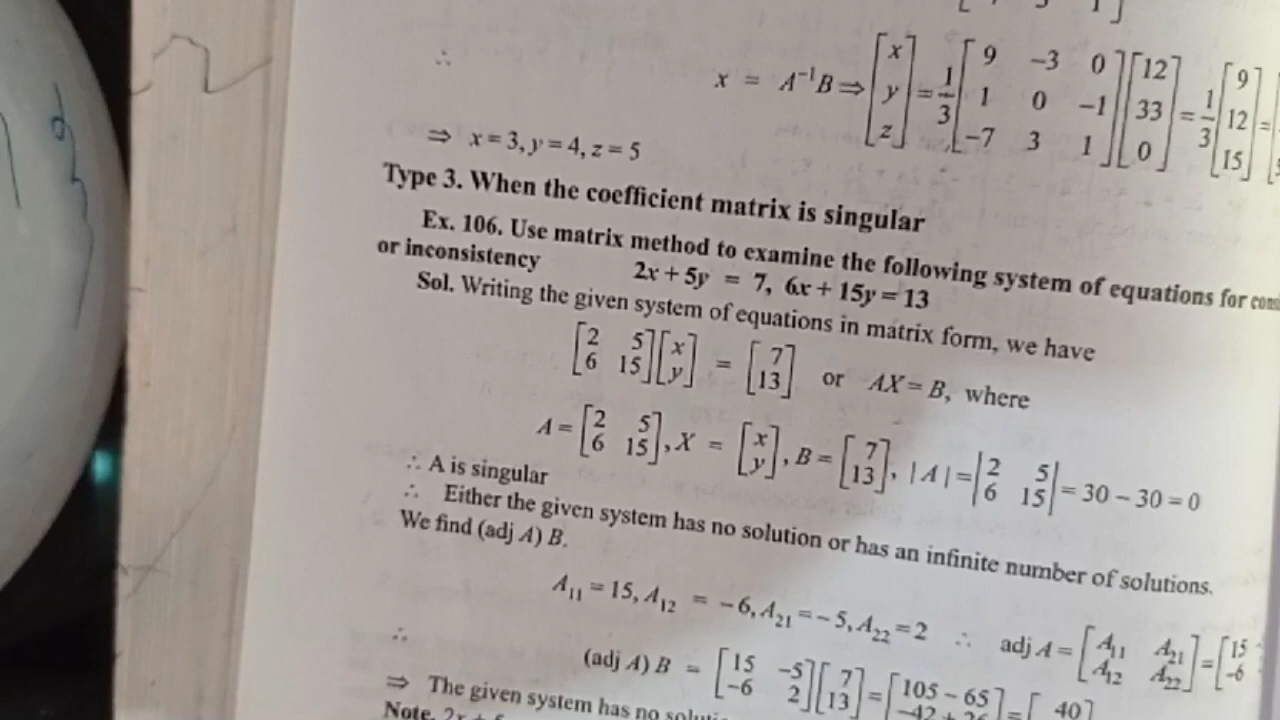 ∴ x = A⁻¹B ⇒ [x y z] = 1/3 [9 −3 0; 1 0 −1; −7 3 1] [12 33 0] = 1/3 [9 12 15] =
⇒ x = 3, y = 4, z = 5
Type 3. When the coefficient matrix is singular
Ex. 106. Use matrix method to examine the following system of equations for
or inconsistency 2x + 5y = 7, 6x + 15y = 13
Sol. Writing the given system of equations in matrix form, we have
[2 5; 6 15] [x y] = [7 13] or AX = B, where
A = [2 5; 6 15], X = [x y], B = [7 13], |A| = |2 5; 6 15| = 30 − 30 = 0
∴ A is singular
∴ Either the given system has no solution or has an infinite number of solutions.
We find (adj A) B.
A₁₁ = 15, A₁₂ = −6, A₂₁ = −5, A₂₂ = 2 ∴ adj A = [A₁₁ A₂₁; A₁₂ A₂₂] = [15 −6
∴ (adj A) B = [15 −5; −6 2] [7 13] = [105 − 65 −42 + 26] = [40]
⇒ The given system has no
Note.